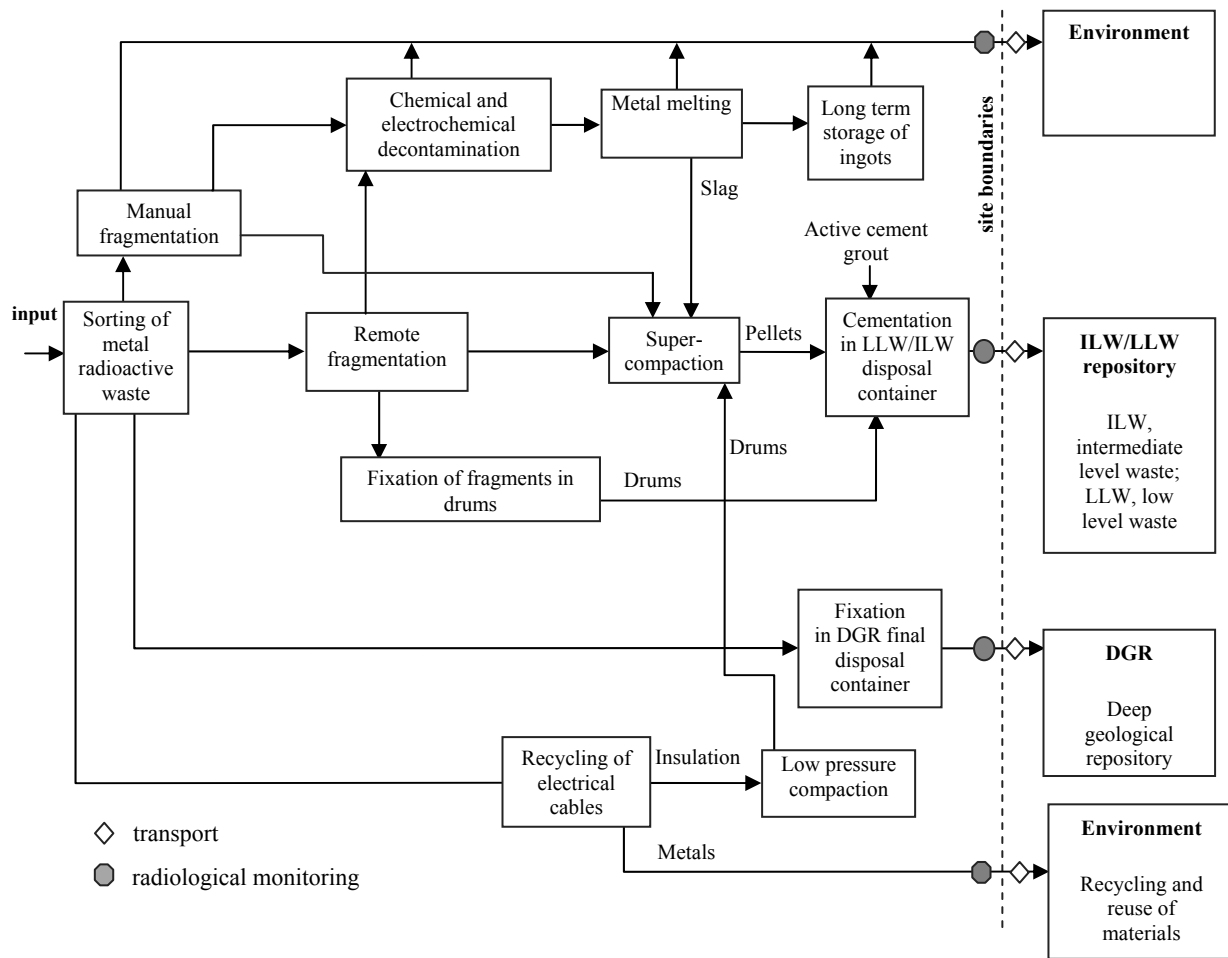 Environment
Chemical and
electrochemical
decontamination
Metal melting
Long term
storage of
ingots
site boundaries
Slag
Manual
fragmentation
Active cement
grout
input
Sorting of
metal
radioactive
waste
Remote
fragmentation
Super-
compaction
Pellets
Cementation
in LLW/ILW
disposal
container
ILW/LLW
repository
ILW,
intermediate
level waste;
LLW, low
level waste
Drums
Fixation of fragments in
drums
Drums
Fixation
in DGR final
disposal
container
DGR
Deep
geological
repository
Recycling of
electrical
cables
Insulation
Low pressure
compaction
transport
Metals
radiological monitoring
Environment
Recycling and
reuse of
materials